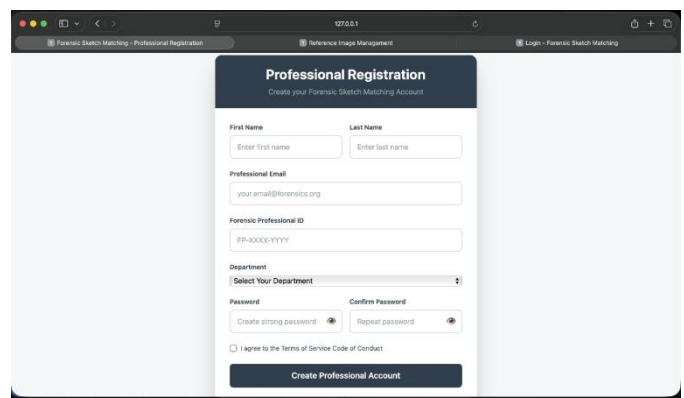 127.0.0.1
Forensic Sketch Matching - Professional Registration
Reference Image Management
Login - Forensic Sketch Matching
Professional Registration
Create your Forensic Sketch Matching Account
First Name Last Name
Enter first name Enter last name
Professional Email
your.email@forensics.org
Forensic Professional ID
FP-XXXX-YYYY
Department
Select Your Department
Password Confirm Password
Create strong password Repeat password
I agree to the Terms of Service Code of Conduct
Create Professional Account